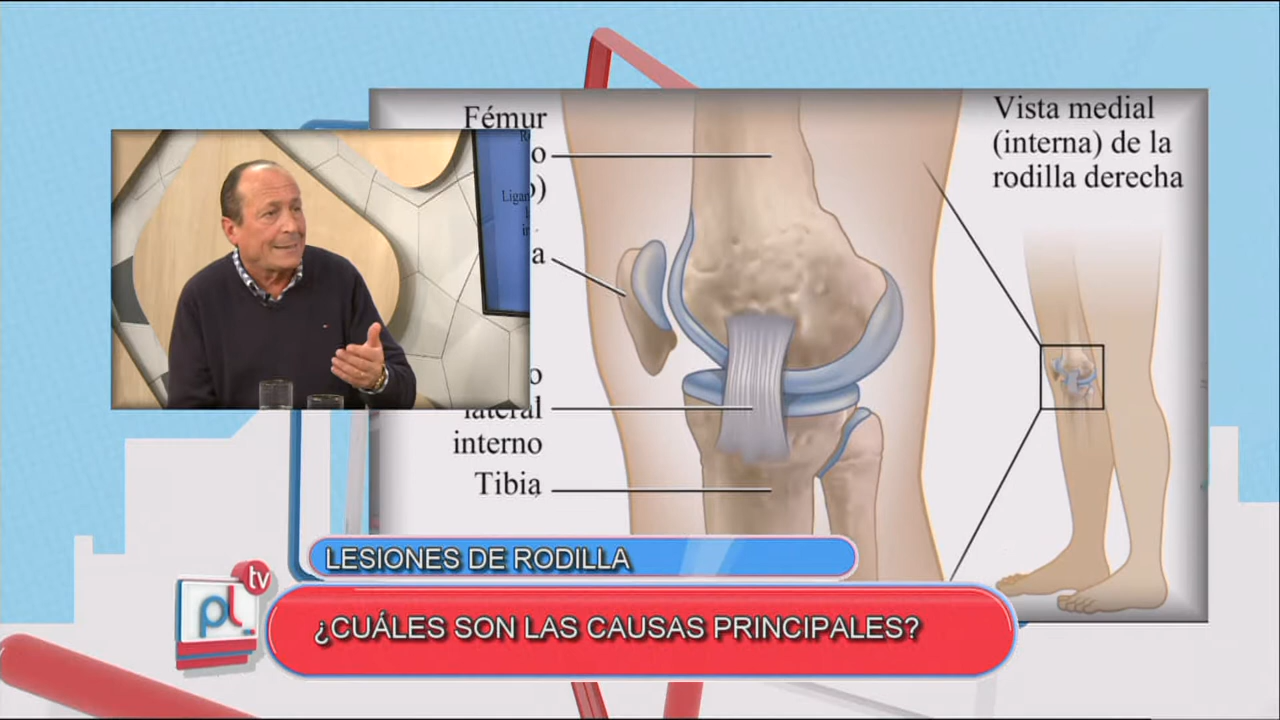 Fémur
o
)
a
o
lateral
interno
Tibia
Vista medial
(interna) de la
rodilla derecha
Ligan
LESIONES DE RODILLA
tv
pl
¿CUÁLES SON LAS CAUSAS PRINCIPALES?